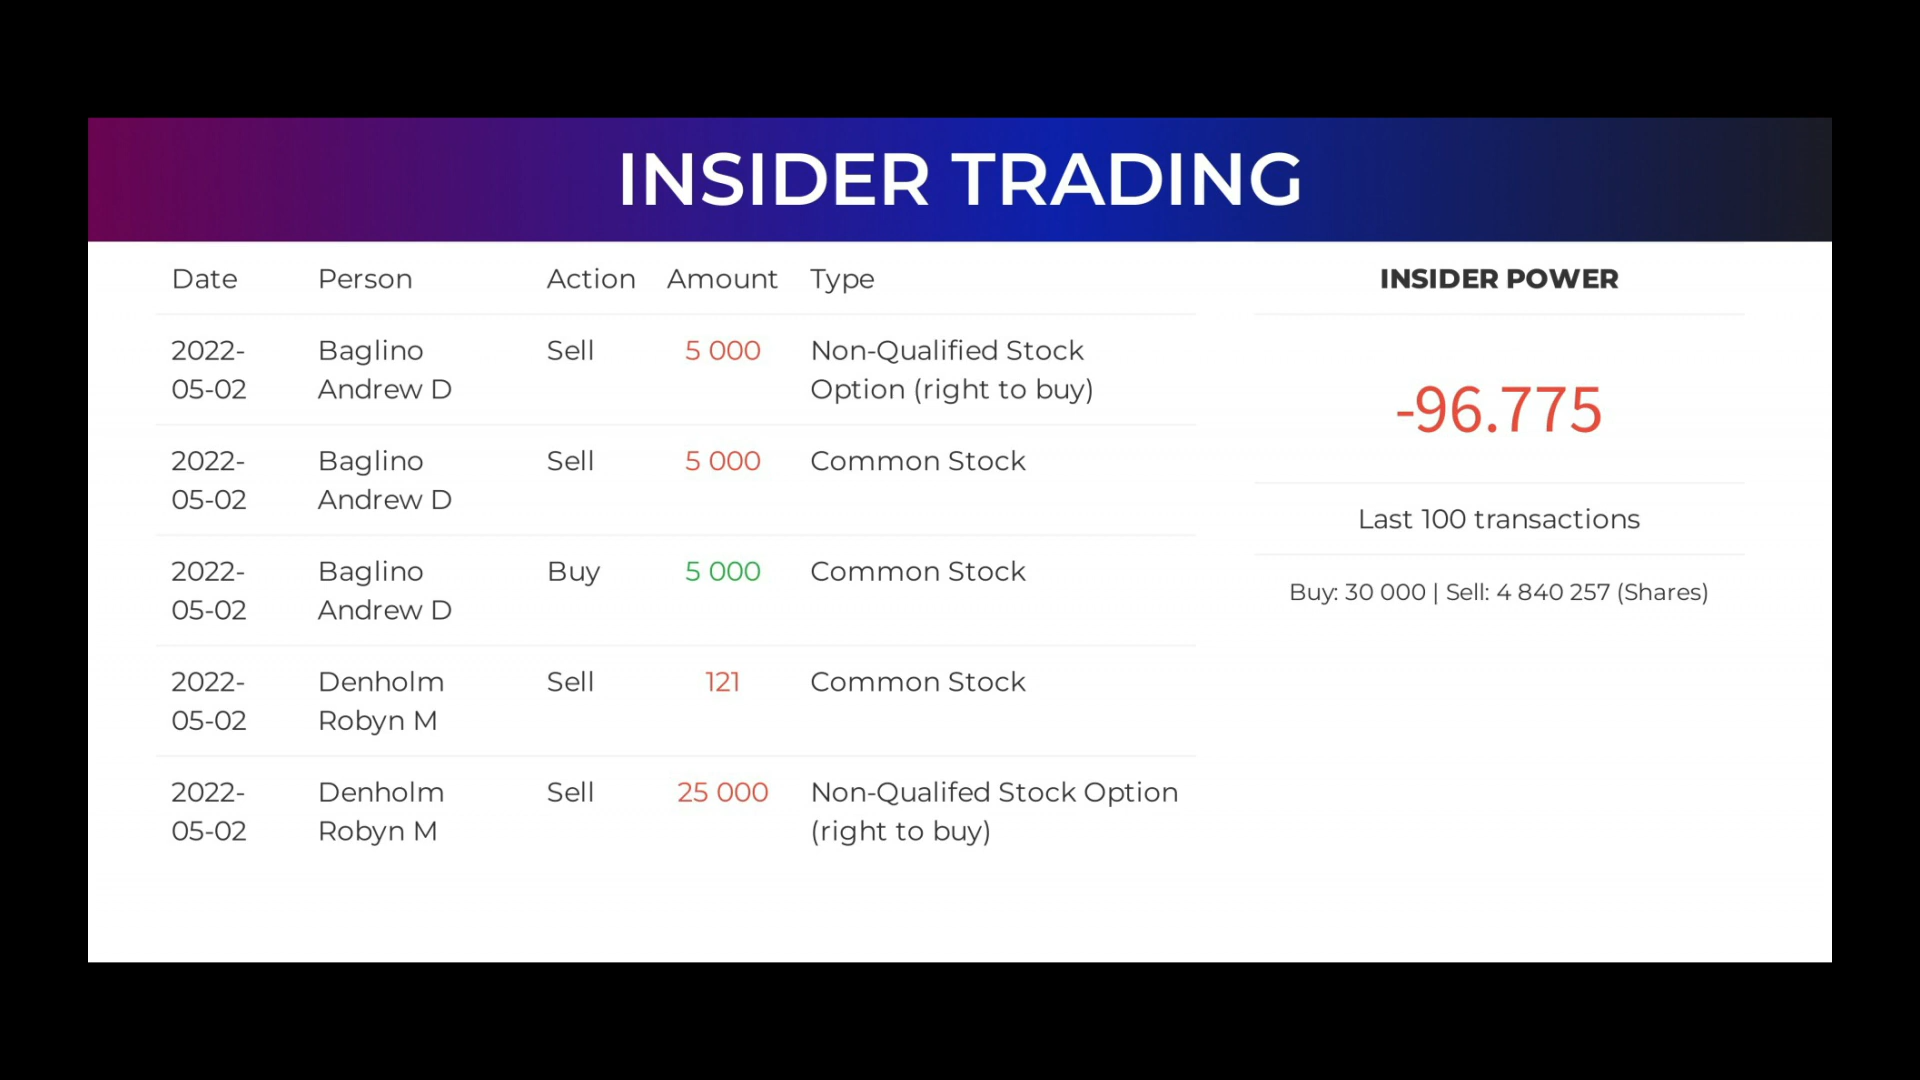 INSIDER TRADING
Date Person Action Amount Type
2022- Baglino Sell 5 000 Non-Qualified Stock
05-02 Andrew D Option (right to buy)
2022- Baglino Sell 5 000 Common Stock
05-02 Andrew D
2022- Baglino Buy 5 000 Common Stock
05-02 Andrew D
2022- Denholm Sell 121 Common Stock
05-02 Robyn M
2022- Denholm Sell 25 000 Non-Qualifed Stock Option
05-02 Robyn M (right to buy)
INSIDER POWER
-96.775
Last 100 transactions
Buy: 30 000 | Sell: 4 840 257 (Shares)